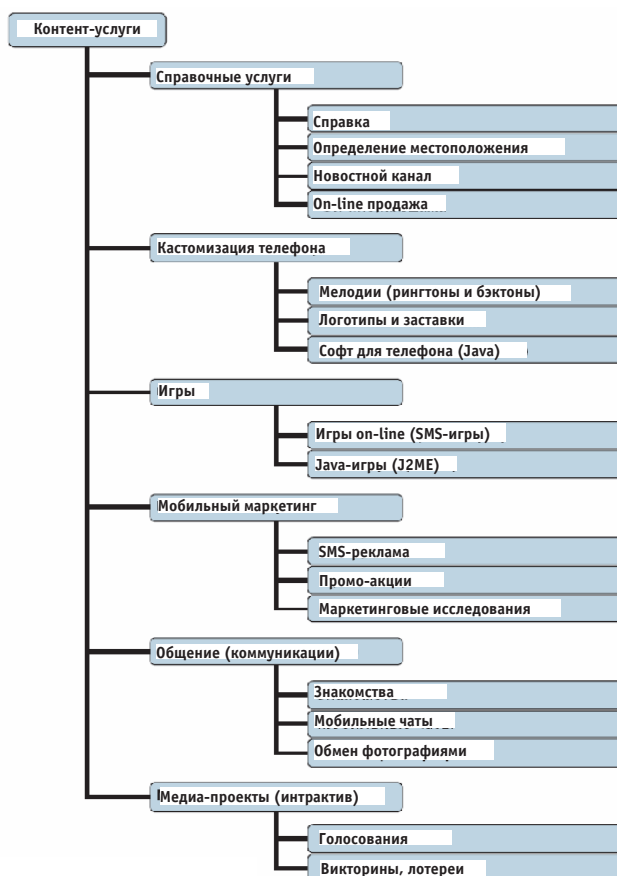 Контент-услуги
Справочные услуги
Справка
Определение местоположения
Новостной канал
On-line продажа
Кастомизация телефона
Мелодии (рингтоны и бэктоны)
Логотипы и заставки
Софт для телефона (Java)
Игры
Игры on-line (SMS-игры)
Java-игры (J2ME)
Мобильный маркетинг
SMS-реклама
Промо-акции
Маркетинговые исследования
Общение (коммуникации)
Знакомства
Мобильные чаты
Обмен фотографиями
Медиа-проекты (интрактив)
Голосования
Викторины, лотереи